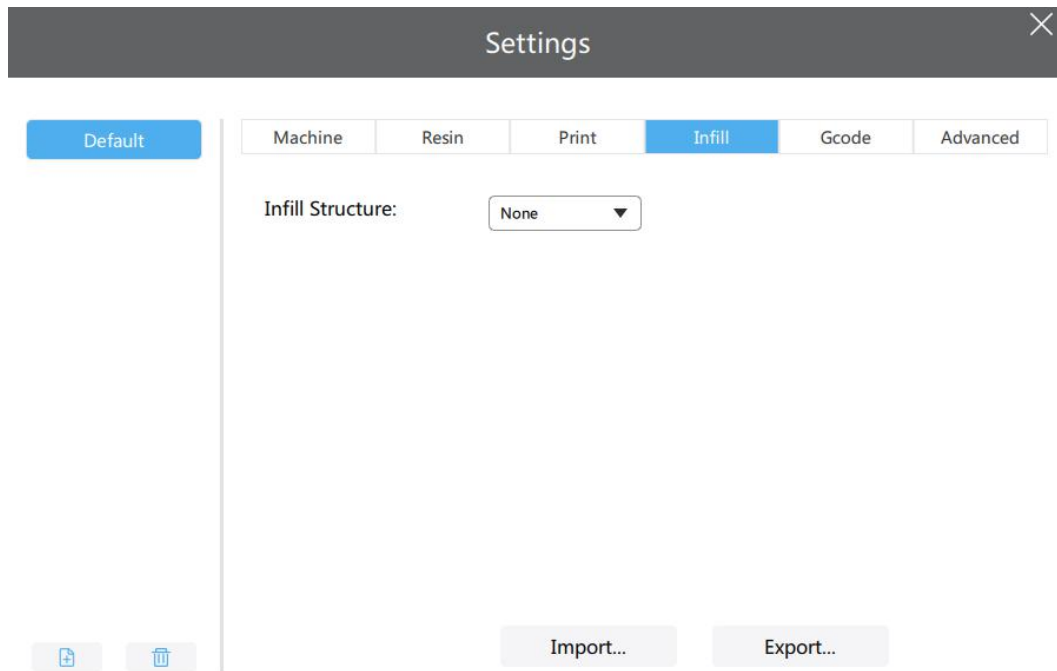 Settings
Default
Machine Resin Print Infill Gcode Advanced
Infill Structure: None
Import... Export...